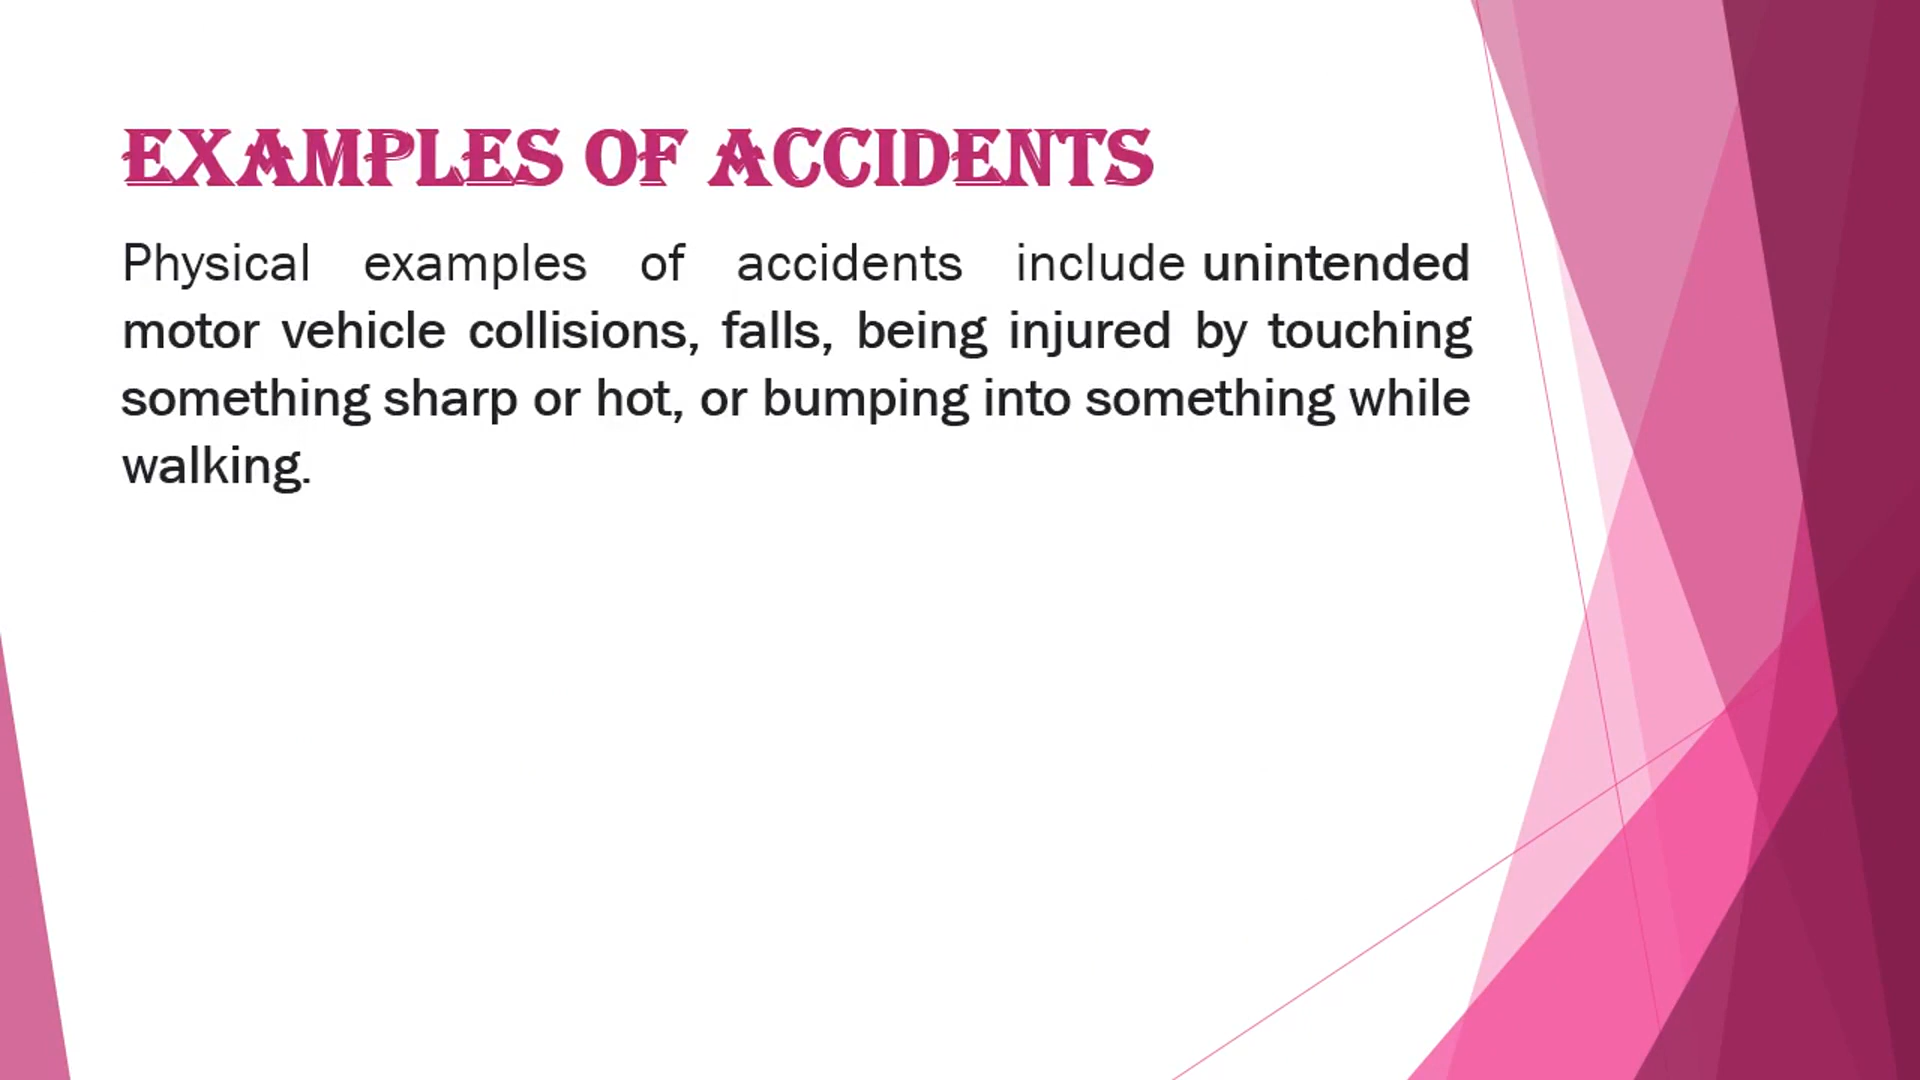 EXAMPLES OF ACCIDENTS
Physical examples of accidents include unintended
motor vehicle collisions, falls, being injured by touching
something sharp or hot, or bumping into something while
walking.